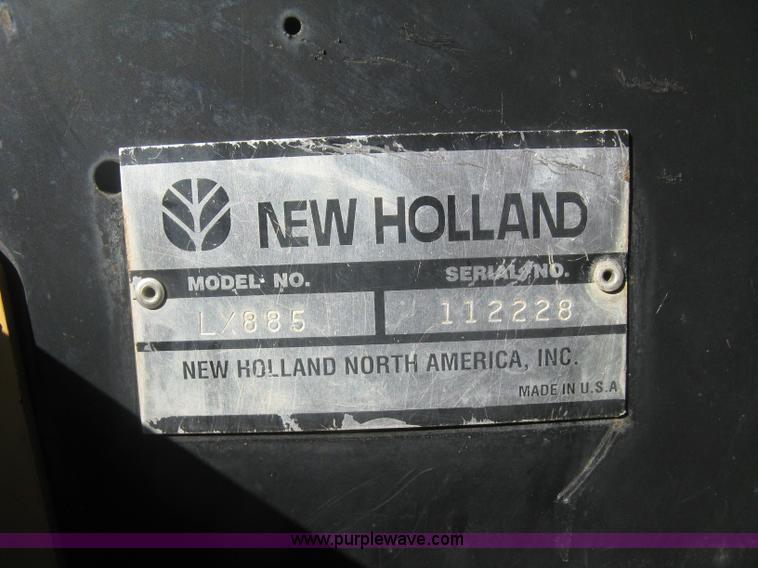 NEW HOLLAND
MODEL NO. SERIAL NO.
LX885 112228
NEW HOLLAND NORTH AMERICA, INC.
MADE IN U.S.A
www.purplewave.com